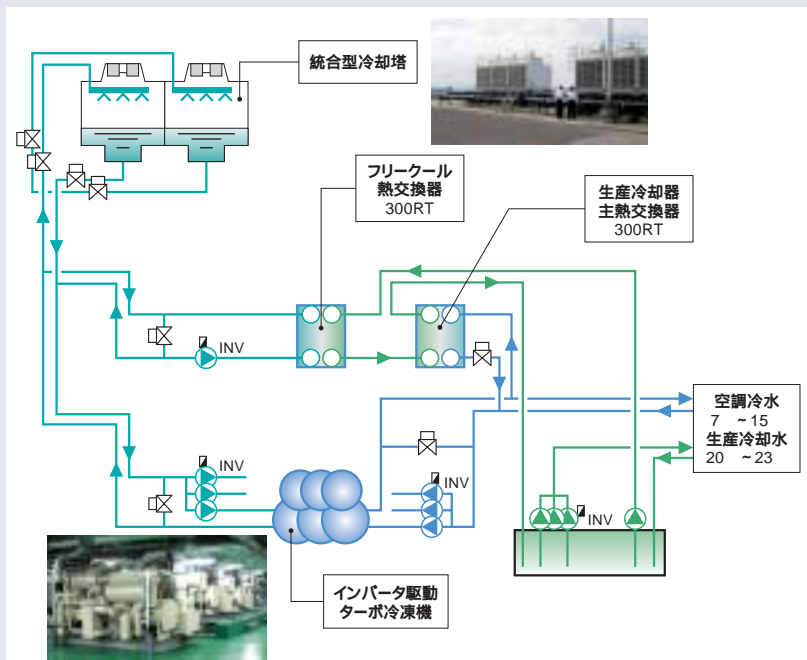 統合型冷却塔
フリークール
熱交換器
300RT
生産冷却器
主熱交換器
300RT
INV
空調冷水
7 ~15
生産冷却水
20 ~23
INV
INV
INV
インバータ駆動
ターボ冷凍機